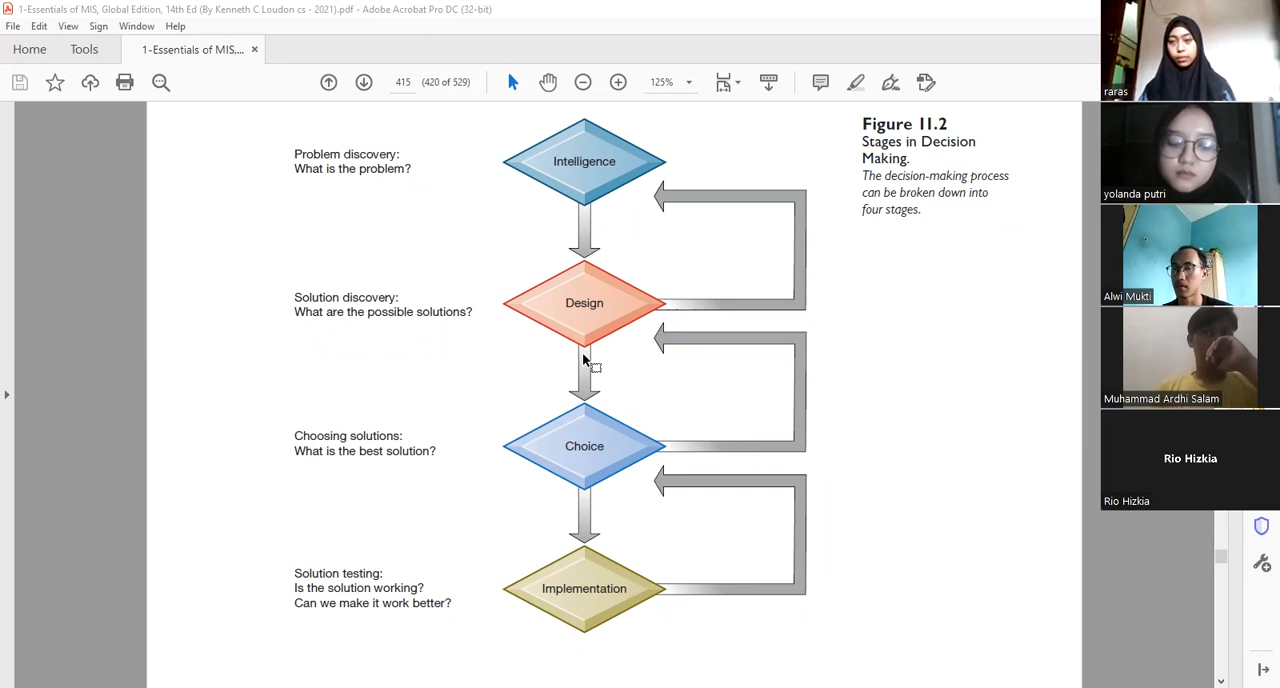 1-Essentials of MIS, Global Edition, 14th Ed (By Kenneth C Loudon cs - 2021).pdf - Adobe Acrobat Pro DC (32-bit)
File Edit View Sign Window Help
Home Tools 1-Essentials of MIS,... ×
415 (420 of 529) 125%
Figure 11.2
Stages in Decision
Making.
The decision-making process
can be broken down into
four stages.
Problem discovery:
What is the problem?
Intelligence
Solution discovery:
What are the possible solutions?
Design
Choosing solutions:
What is the best solution?
Choice
Solution testing:
Is the solution working?
Can we make it work better?
Implementation
raras
yolanda putri
Alwi Mukti
Muhammad Ardhi Salam
Rio Hizkia
Rio Hizkia